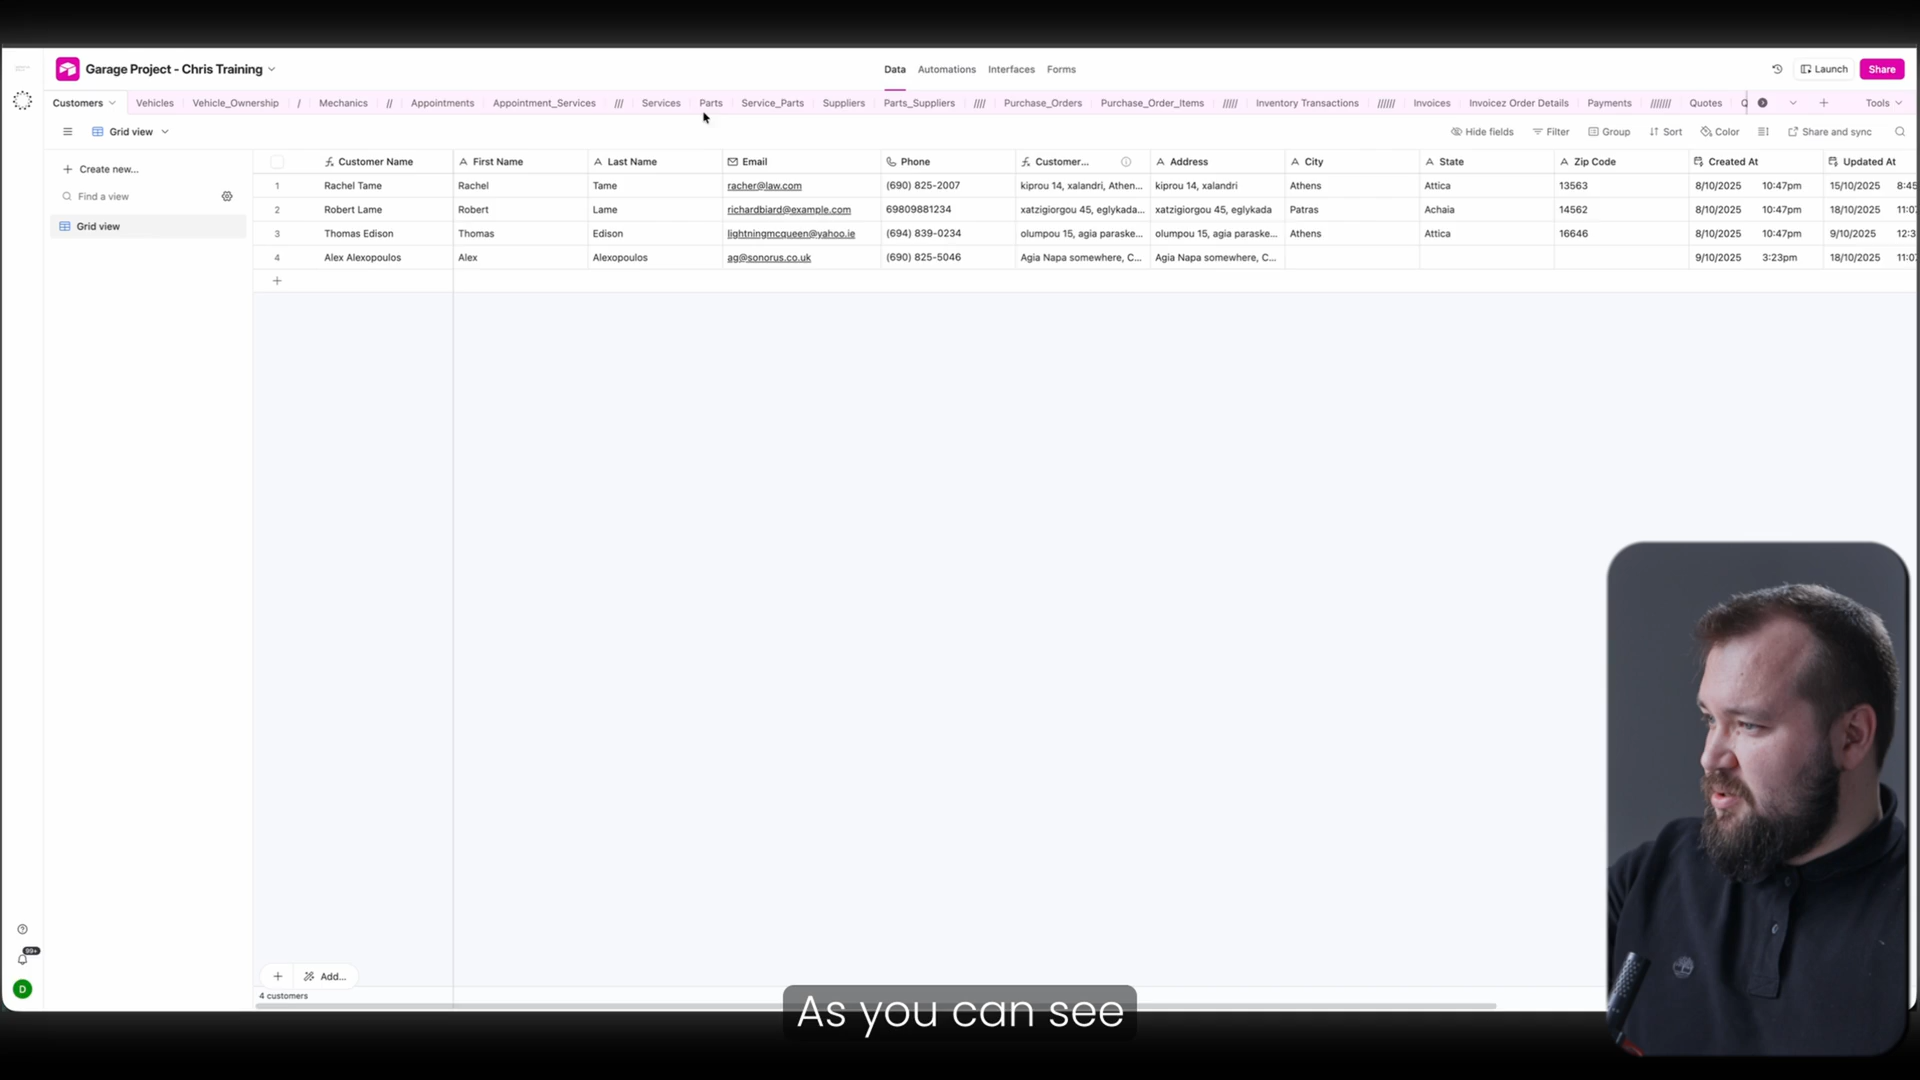 Garage Project - Chris Training
Data Automations Interfaces Forms
Launch Share
Customers Vehicles Vehicle_Ownership / Mechanics // Appointments Appointment_Services /// Services Parts Service_Parts Suppliers Parts_Suppliers //// Purchase_Orders Purchase_Order_Items ///// Inventory Transactions ////// Invoices Invoicez Order Details Payments /////// Quotes Tools
Grid view Hide fields Filter Group Sort Color Share and sync
Create new...
Find a view
Grid view
Customer Name First Name Last Name Email Phone Customer... Address City State Zip Code Created At Updated At
1 Rachel Tame Rachel Tame racher@law.com (690) 825-2007 kiprou 14, xalandri, Athen... kiprou 14, xalandri Athens Attica 13563 8/10/2025 10:47pm 15/10/2025 8:45
2 Robert Lame Robert Lame richardbiard@example.com 69809881234 xatzigiorgou 45, eglykada... xatzigiorgou 45, eglykada Patras Achaia 14562 8/10/2025 10:47pm 18/10/2025 11:0
3 Thomas Edison Thomas Edison lightningmcqueen@yahoo.ie (694) 839-0234 olumpou 15, agia paraske... olumpou 15, agia paraske... Athens Attica 16646 8/10/2025 10:47pm 9/10/2025 12:3
4 Alex Alexopoulos Alex Alexopoulos ag@sonorus.co.uk (690) 825-5046 Agia Napa somewhere, C... Agia Napa somewhere, C... 9/10/2025 3:23pm 18/10/2025 11:0
99+
D
Add...
4 customers
As you can see